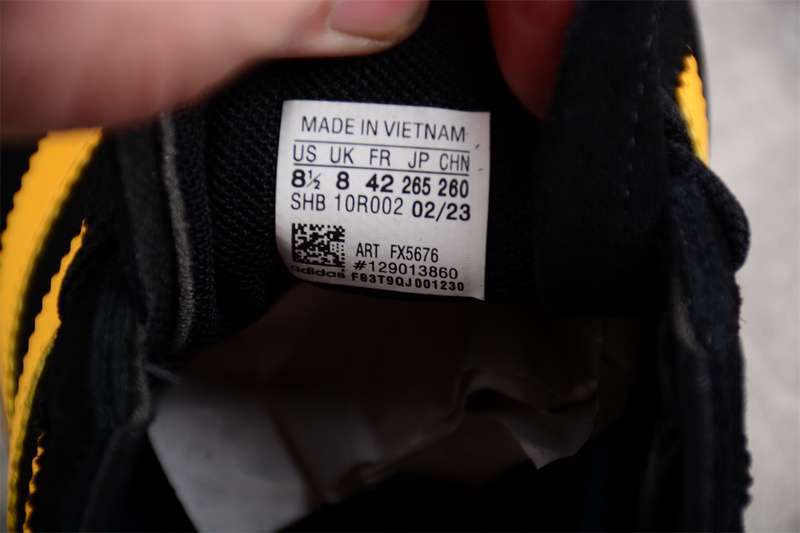 MADE IN VIETNAM
US UK FR JP CHN
8½ 8 42 265 260
SHB 10R002 02/23
ART FX5676
#129013860
adidas FQ3T9QJ001230